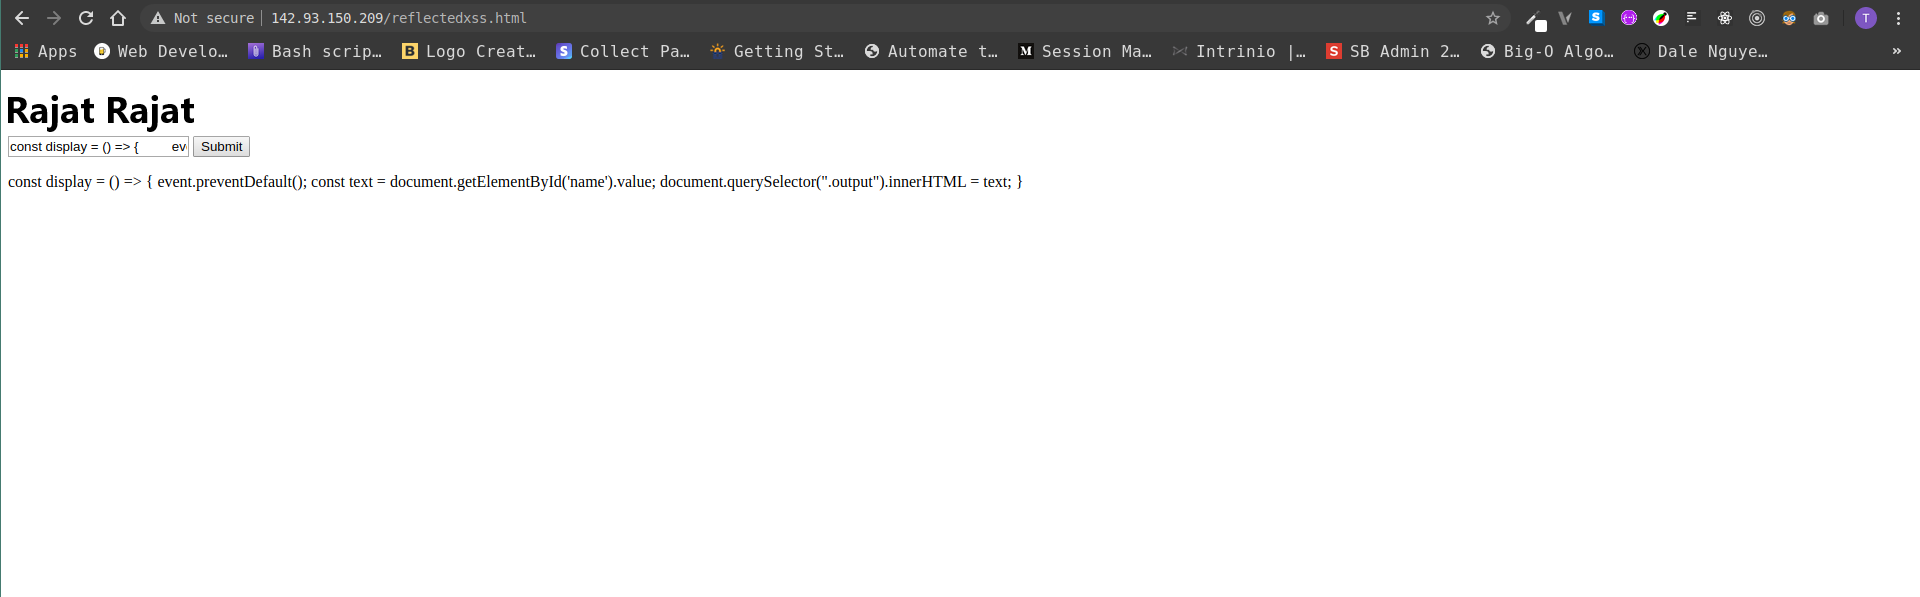 Not secure 142.93.150.209/reflectedxss.html T
Apps Web Develo… Bash scrip… B Logo Creat… S Collect Pa… Getting St… Automate t… M Session Ma… Intrinio |… S SB Admin 2… Big-O Algo… Dale Nguye… »
Rajat Rajat
const display = () => { eve Submit
const display = () => { event.preventDefault(); const text = document.getElementById('name').value; document.querySelector(".output").innerHTML = text; }